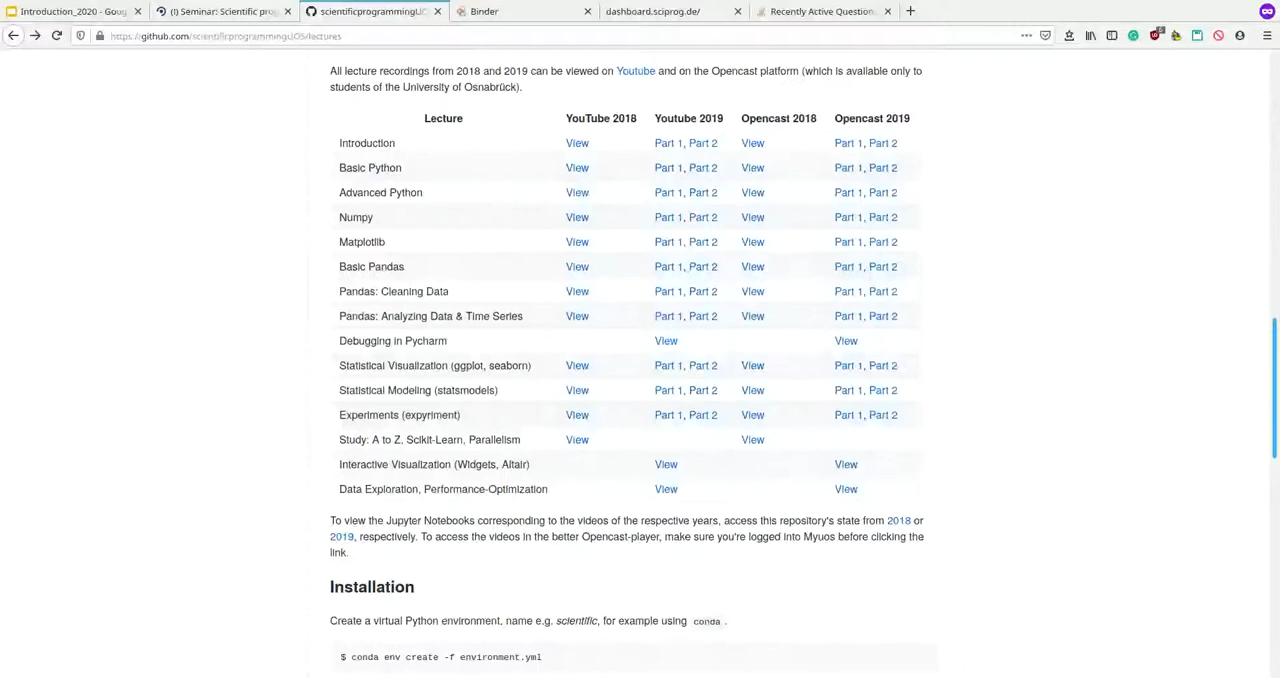 Introduction_2020 - Goog
(!) Seminar: Scientific prog
scientificprogrammingUO
Binder
dashboard.sciprog.de/
Recently Active Question
https://github.com/scientificprogrammingUOS/lectures
All lecture recordings from 2018 and 2019 can be viewed on Youtube and on the Opencast platform (which is available only to
students of the University of Osnabrück).
Lecture YouTube 2018 Youtube 2019 Opencast 2018 Opencast 2019
Introduction View Part 1, Part 2 View Part 1, Part 2
Basic Python View Part 1, Part 2 View Part 1, Part 2
Advanced Python View Part 1, Part 2 View Part 1, Part 2
Numpy View Part 1, Part 2 View Part 1, Part 2
Matplotlib View Part 1, Part 2 View Part 1, Part 2
Basic Pandas View Part 1, Part 2 View Part 1, Part 2
Pandas: Cleaning Data View Part 1, Part 2 View Part 1, Part 2
Pandas: Analyzing Data & Time Series View Part 1, Part 2 View Part 1, Part 2
Debugging in Pycharm View View
Statistical Visualization (ggplot, seaborn) View Part 1, Part 2 View Part 1, Part 2
Statistical Modeling (statsmodels) View Part 1, Part 2 View Part 1, Part 2
Experiments (expyriment) View Part 1, Part 2 View Part 1, Part 2
Study: A to Z, Scikit-Learn, Parallelism View View
Interactive Visualization (Widgets, Altair) View View
Data Exploration, Performance-Optimization View View
To view the Jupyter Notebooks corresponding to the videos of the respective years, access this repository's state from 2018 or
2019, respectively. To access the videos in the better Opencast-player, make sure you're logged into Myuos before clicking the
link.
Installation
Create a virtual Python environment, name e.g. scientific, for example using conda .
$ conda env create -f environment.yml